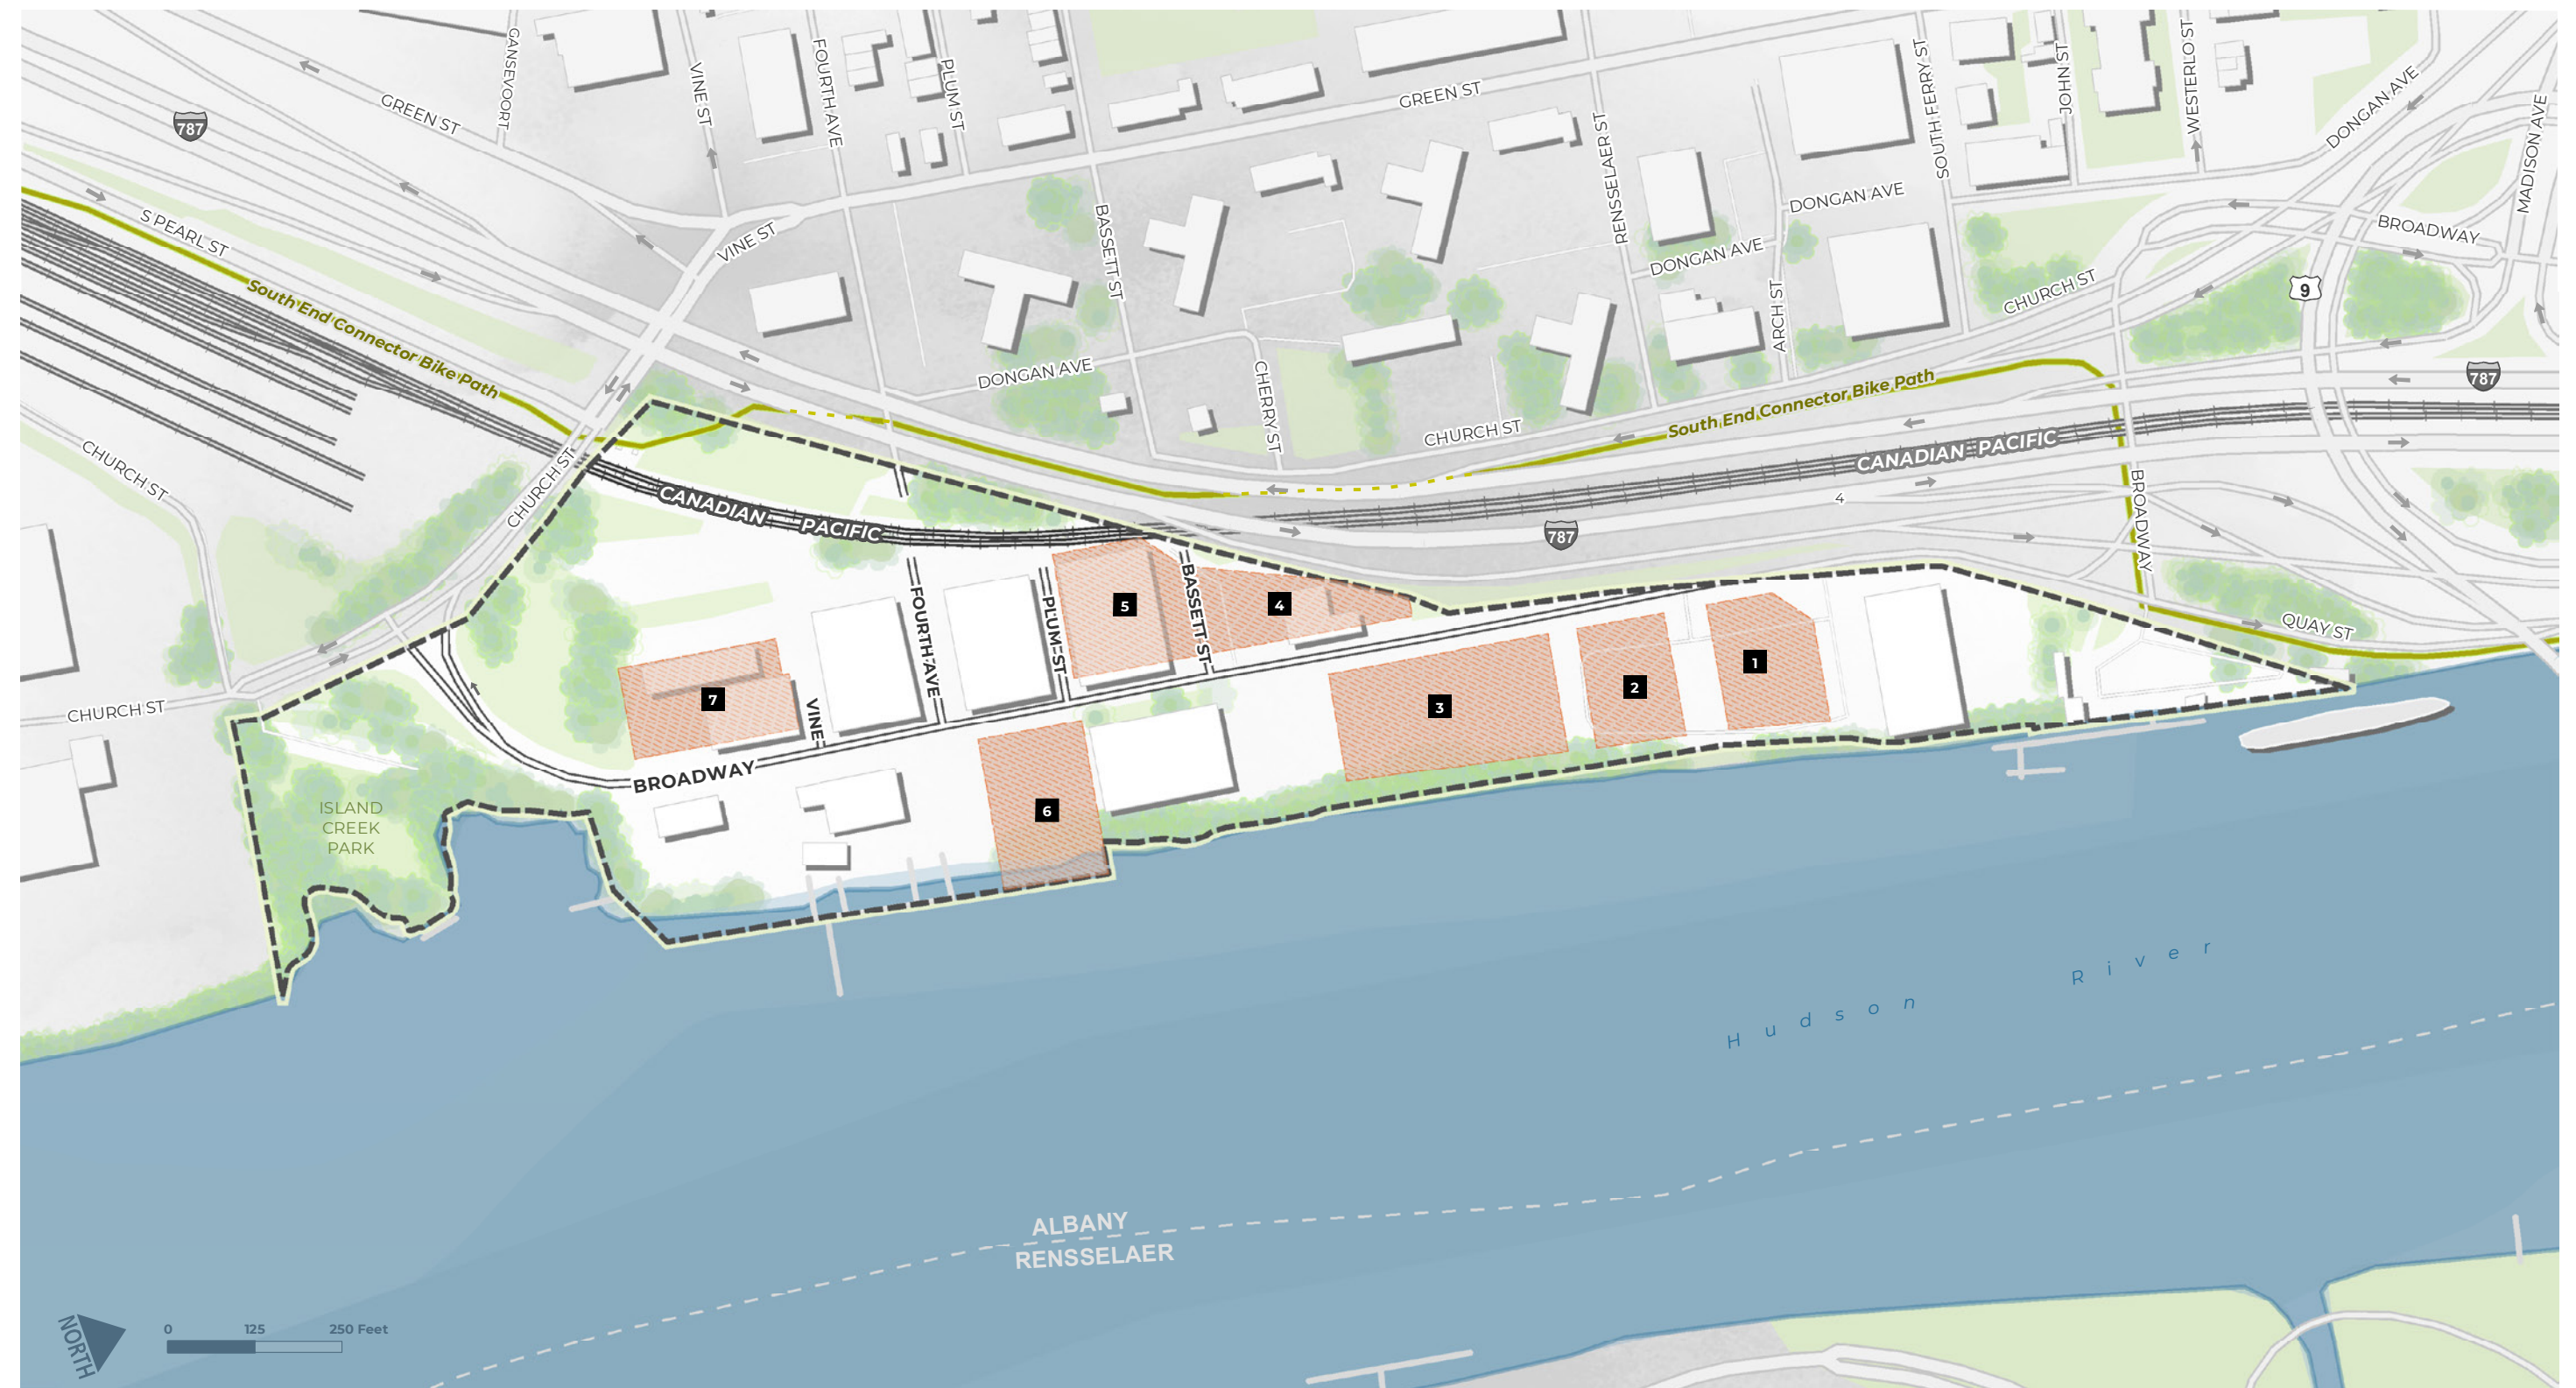 GANSEVOORT
VINE ST
FOURTH AVE
PLUM ST
GREEN ST
SOUTH FERRY ST
JOHN ST
WESTERLO ST
DONGAN AVE
MADISON AVE
787
GREEN ST
RENSSELAER ST
DONGAN AVE
S PEARL ST
VINE ST
BASSETT ST
DONGAN AVE
BROADWAY
CHURCH ST
9
South End Connector Bike Path
ARCH ST
DONGAN AVE
CHERRY ST
South End Connector Bike Path
787
CHURCH ST
CHURCH ST
CHURCH ST
CANADIAN PACIFIC
CANADIAN PACIFIC
4
787
BROADWAY
5
4
BASSETT ST
PLUM ST
FOURTH AVE
QUAY ST
1
2
3
7
VINE
CHURCH ST
BROADWAY
6
ISLAND
CREEK
PARK
Hudson River
ALBANY
RENSSELAER
NORTH
0 125 250 Feet